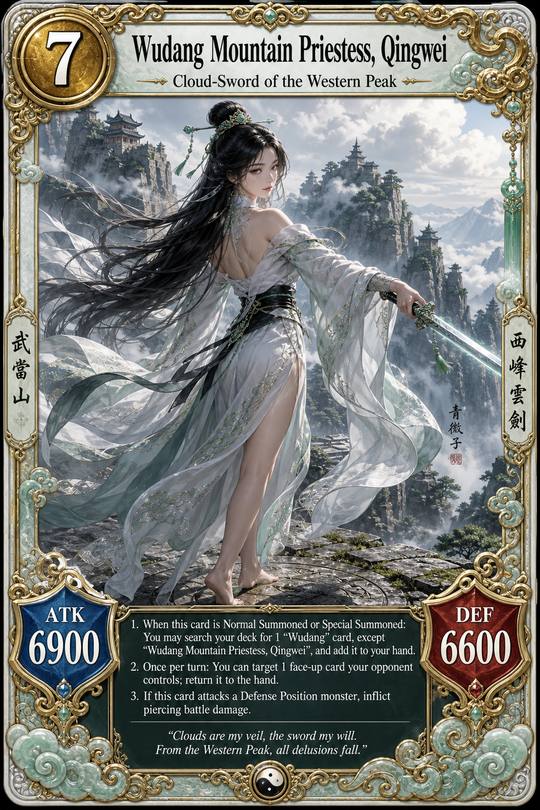 7
Wudang Mountain Priestess, Qingwei
Cloud-Sword of the Western Peak
武當山
西峰雲劍
青微子
ATK
6900
DEF
6600
1. When this card is Normal Summoned or Special Summoned:
You may search your deck for 1 “Wudang” card, except
“Wudang Mountain Priestess, Qingwei”, and add it to your hand.
2. Once per turn: You can target 1 face-up card your opponent
controls; return it to the hand.
3. If this card attacks a Defense Position monster, inflict
piercing battle damage.
“Clouds are my veil, the sword my will.
From the Western Peak, all delusions fall.”